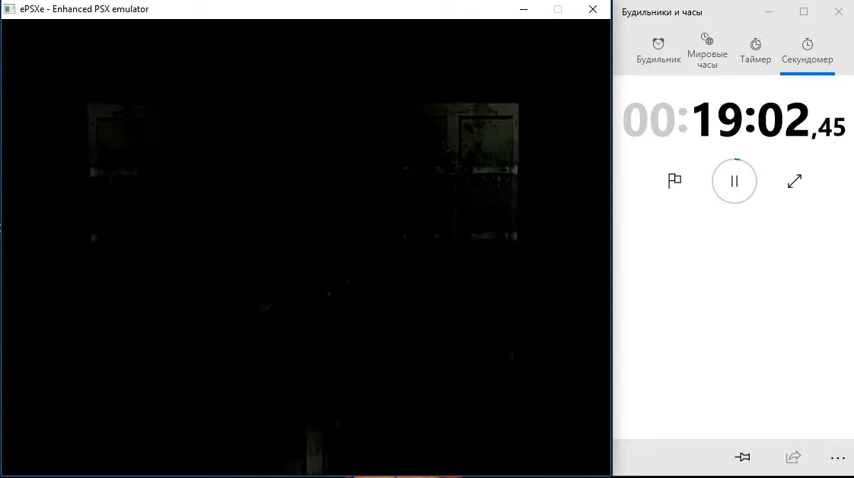 ePSXe - Enhanced PSX emulator
Будильники и часы
Будильник
Мировые часы
Таймер
Секундомер
00:19:02,45